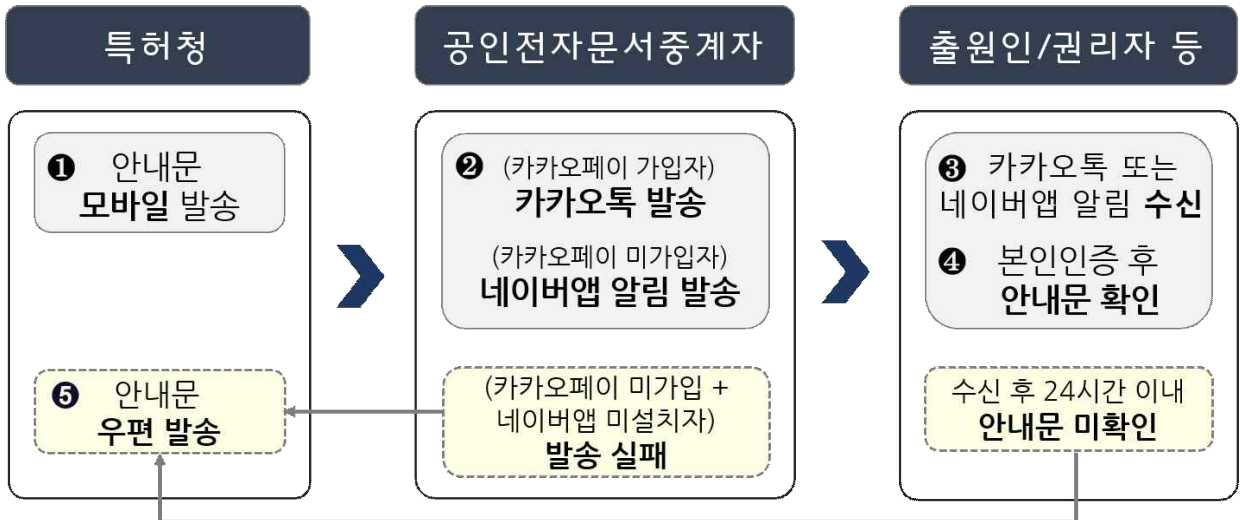 특허청
공인전자문서중계자
출원인/권리자 등
❶ 안내문
모바일 발송
❷ (카카오페이 가입자)
카카오톡 발송
(카카오페이 미가입자)
네이버앱 알림 발송
❸ 카카오톡 또는
네이버앱 알림 수신
❹ 본인인증 후
안내문 확인
❺ 안내문
우편 발송
(카카오페이 미가입 +
네이버앱 미설치자)
발송 실패
수신 후 24시간 이내
안내문 미확인